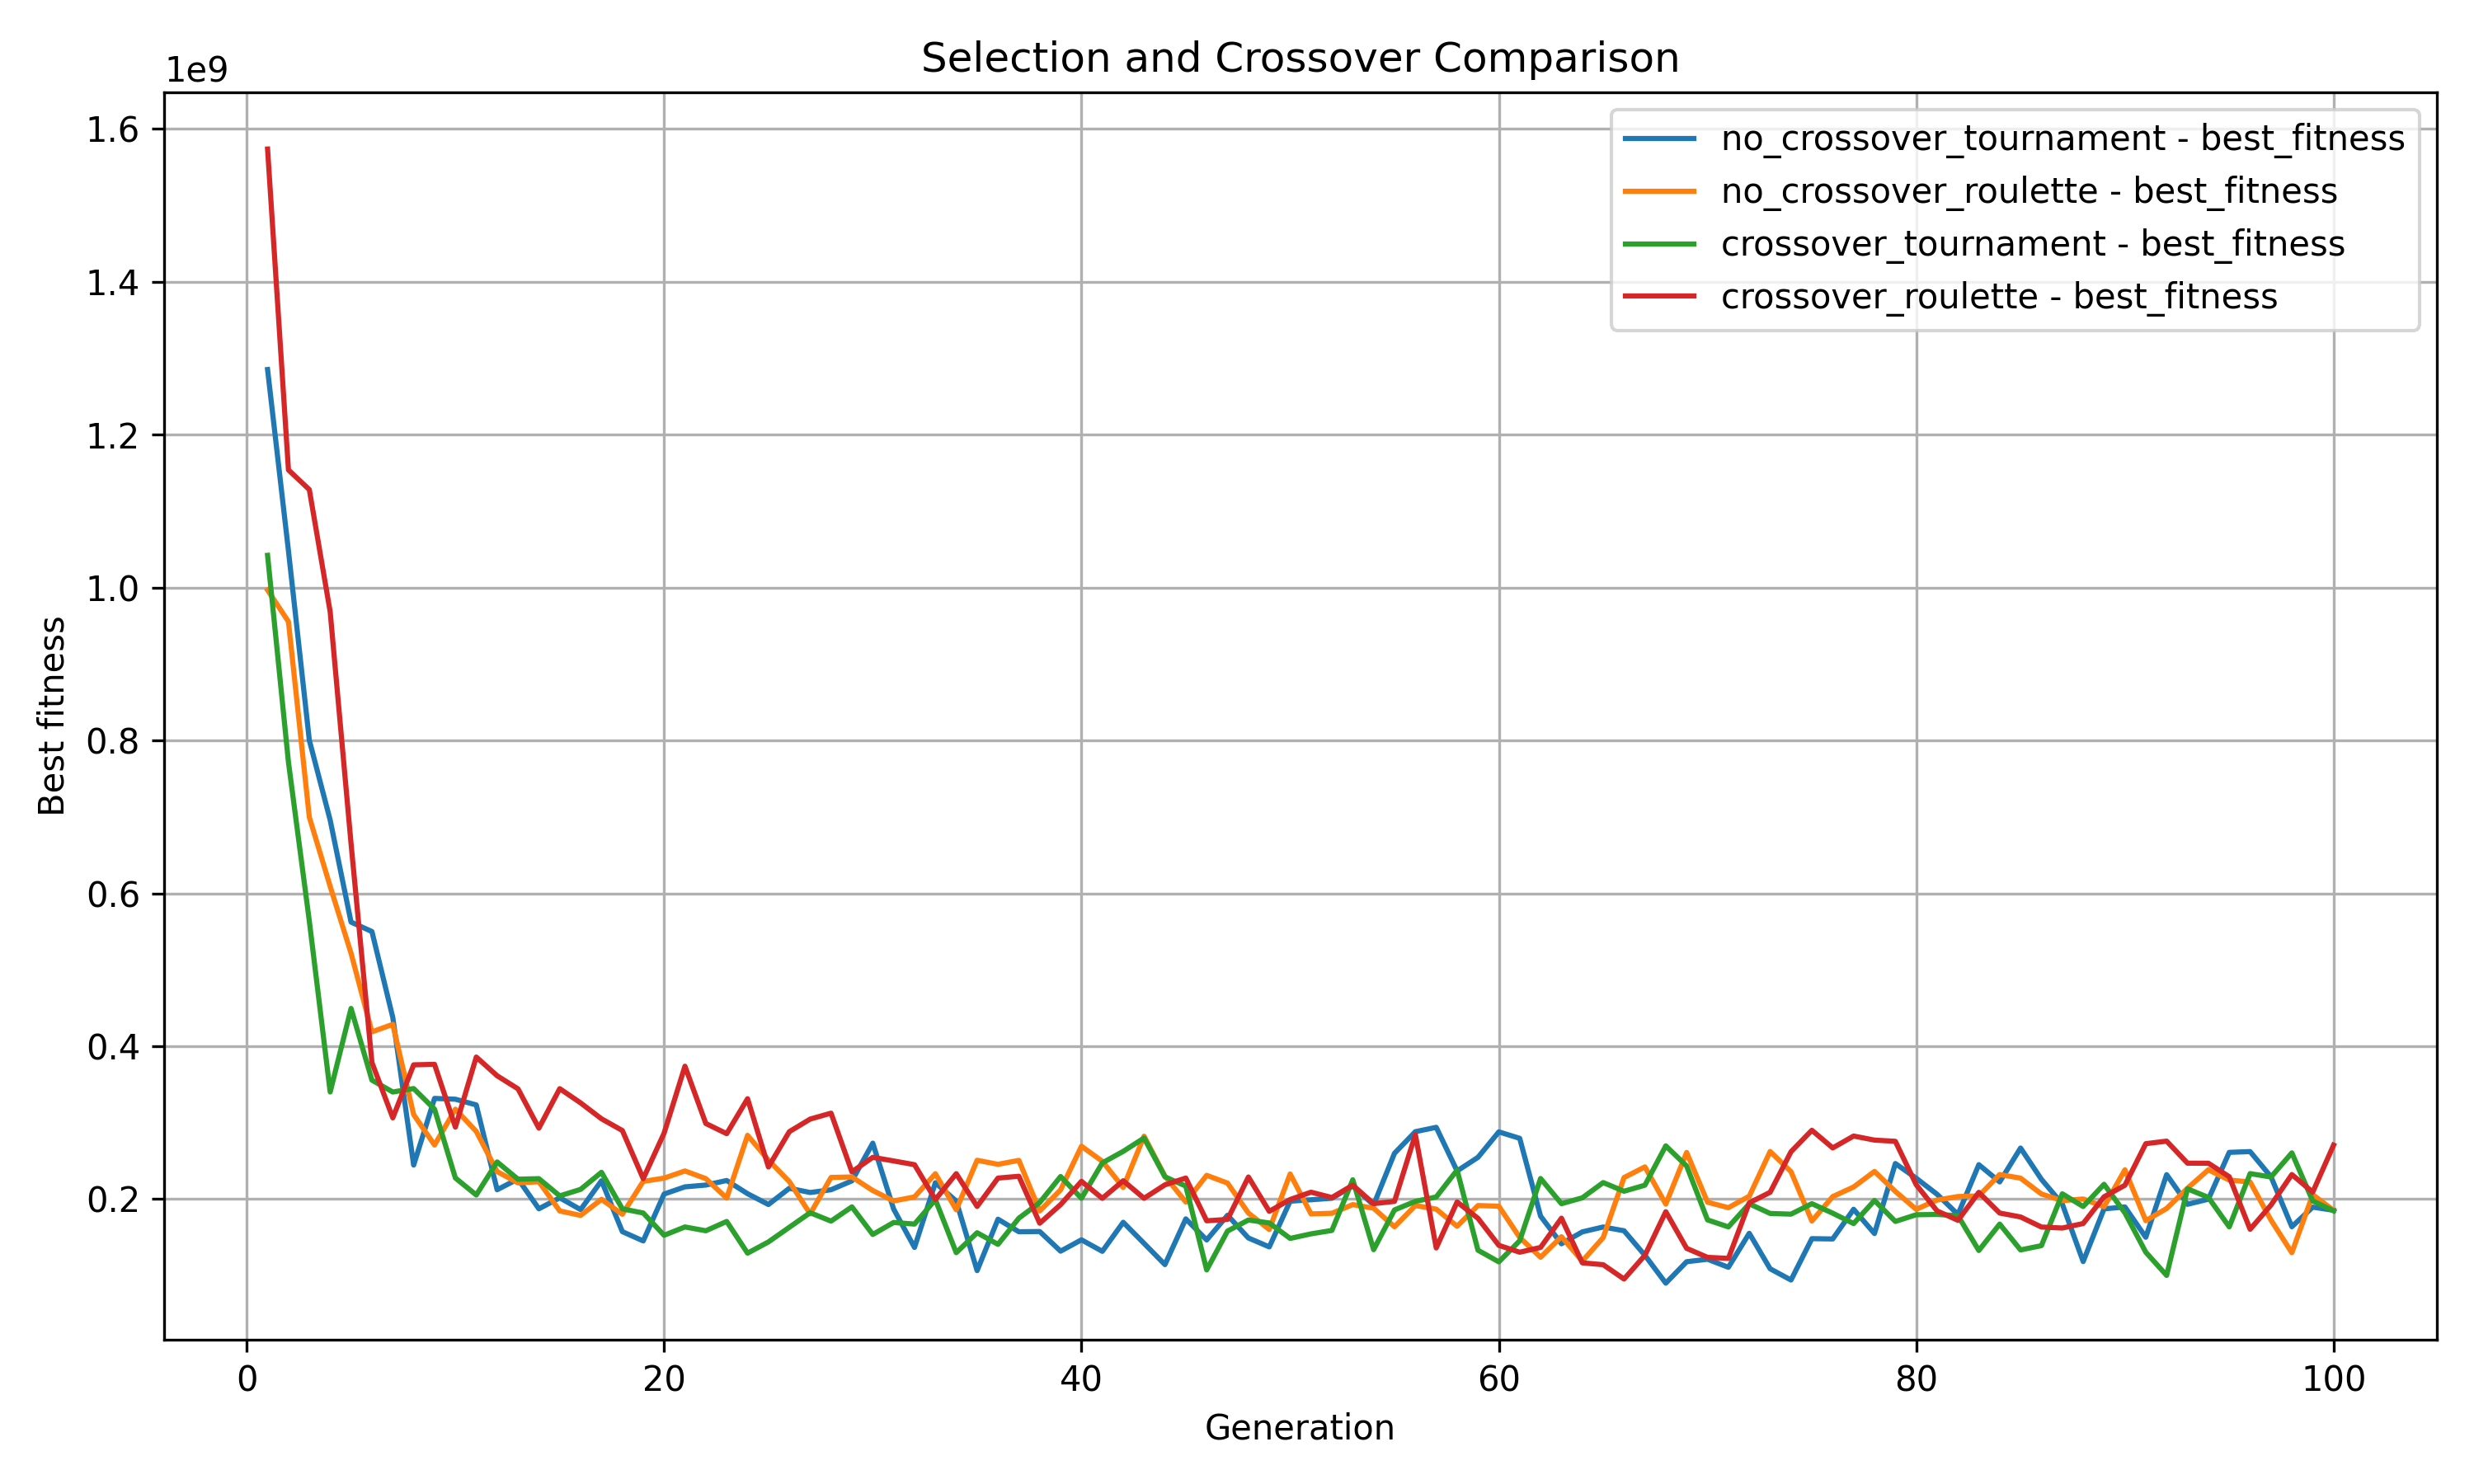 Selection and Crossover Comparison
1e9
1.6
1.4
1.2
1.0
0.8
0.6
0.4
0.2
Best fitness
no_crossover_tournament - best_fitness
no_crossover_roulette - best_fitness
crossover_tournament - best_fitness
crossover_roulette - best_fitness
0 20 40 60 80 100
Generation